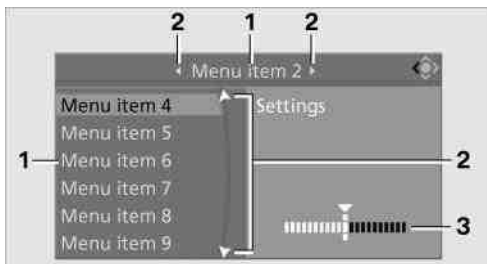 2 1 2
Menu item 2
Menu item 4 Settings
Menu item 5
1 Menu item 6 2
Menu item 7
Menu item 8 3
Menu item 9